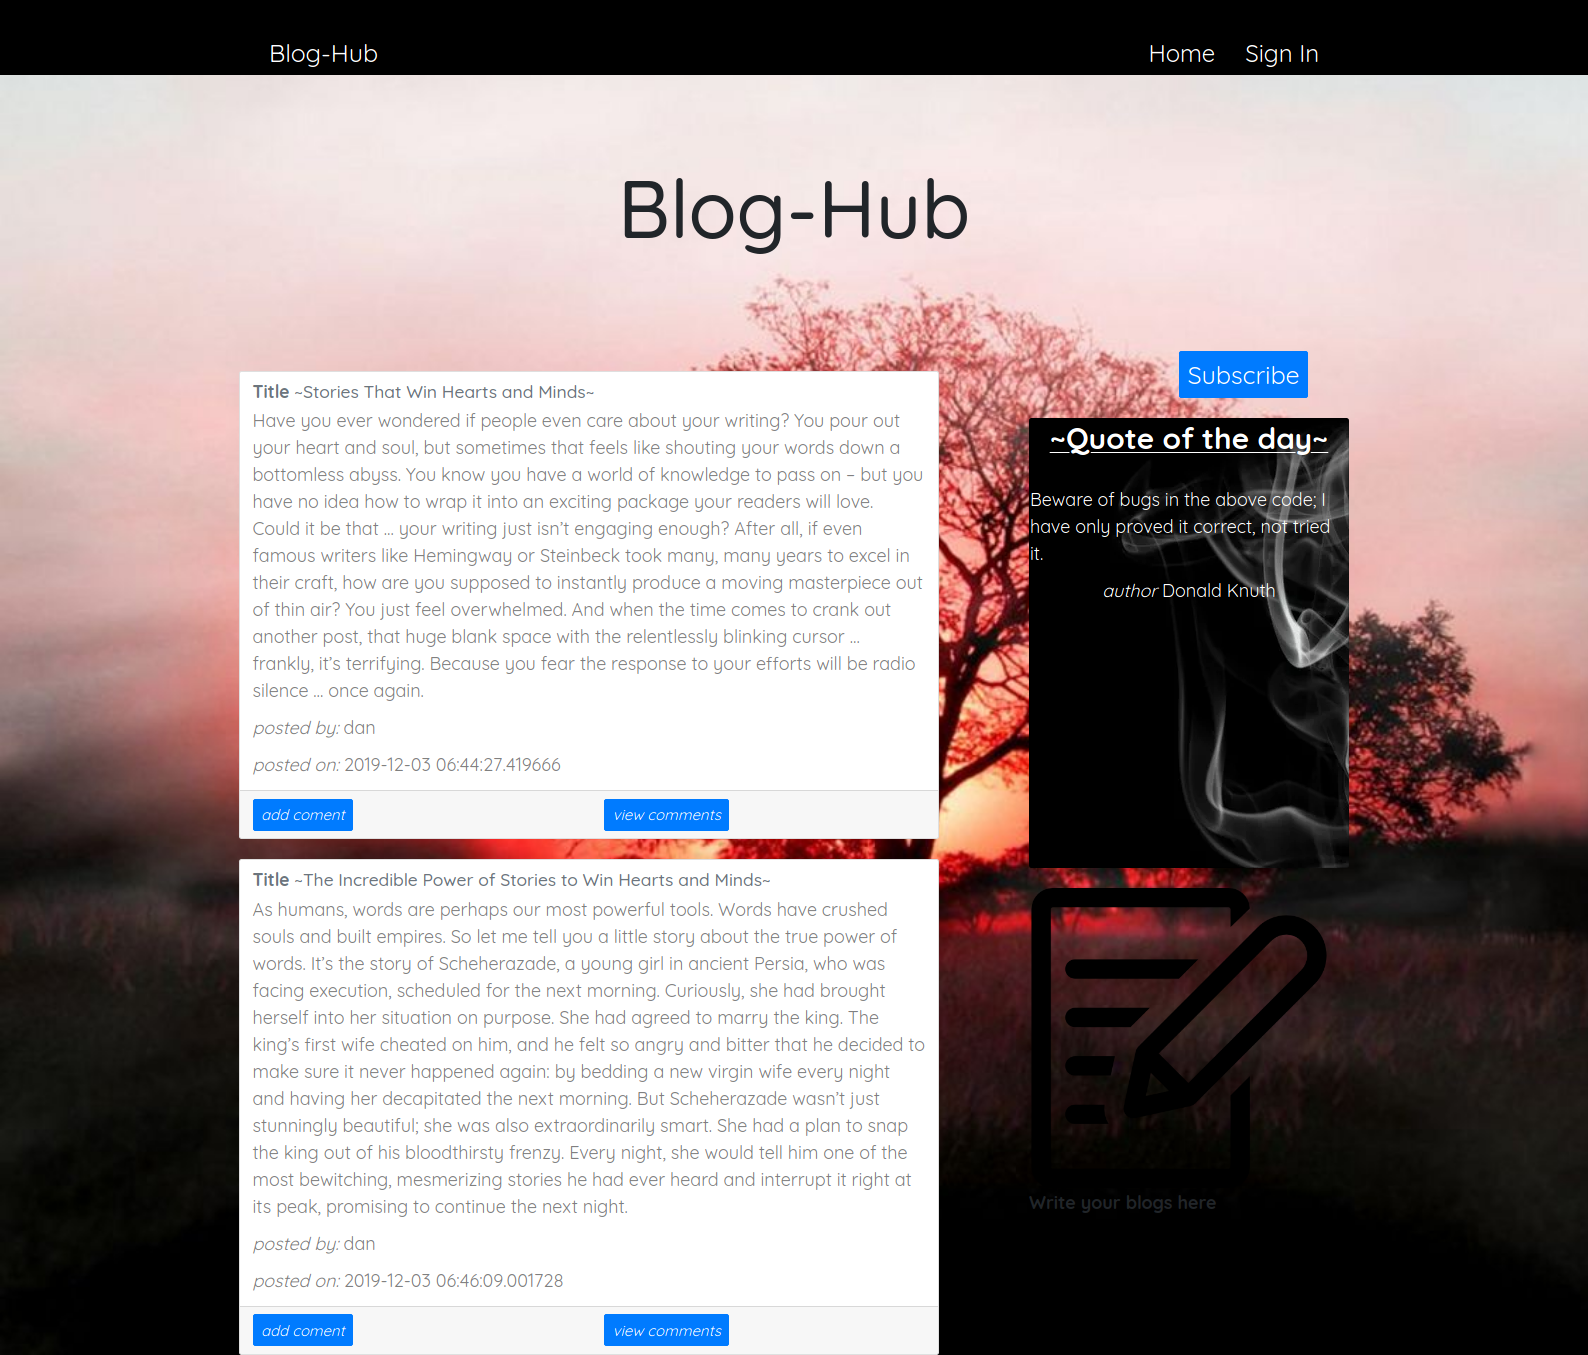 Blog-Hub
Home
Sign In
Blog-Hub
Title ~Stories That Win Hearts and Minds~
Have you ever wondered if people even care about your writing? You pour out
your heart and soul, but sometimes that feels like shouting your words down a
bottomless abyss. You know you have a world of knowledge to pass on – but you
have no idea how to wrap it into an exciting package your readers will love.
Could it be that … your writing just isn’t engaging enough? After all, if even
famous writers like Hemingway or Steinbeck took many, many years to excel in
their craft, how are you supposed to instantly produce a moving masterpiece out
of thin air? You just feel overwhelmed. And when the time comes to crank out
another post, that huge blank space with the relentlessly blinking cursor …
frankly, it’s terrifying. Because you fear the response to your efforts will be radio
silence … once again.
posted by: dan
posted on: 2019-12-03 06:44:27.419666
add coment
view comments
Title ~The Incredible Power of Stories to Win Hearts and Minds~
As humans, words are perhaps our most powerful tools. Words have crushed
souls and built empires. So let me tell you a little story about the true power of
words. It’s the story of Scheherazade, a young girl in ancient Persia, who was
facing execution, scheduled for the next morning. Curiously, she had brought
herself into her situation on purpose. She had agreed to marry the king. The
king’s first wife cheated on him, and he felt so angry and bitter that he decided to
make sure it never happened again: by bedding a new virgin wife every night
and having her decapitated the next morning. But Scheherazade wasn’t just
stunningly beautiful; she was also extraordinarily smart. She had a plan to snap
the king out of his bloodthirsty frenzy. Every night, she would tell him one of the
most bewitching, mesmerizing stories he had ever heard and interrupt it right at
its peak, promising to continue the next night.
posted by: dan
posted on: 2019-12-03 06:46:09.001728
add coment
view comments
Subscribe
~Quote of the day~
Beware of bugs in the above code; I
have only proved it correct, not tried
it.
author Donald Knuth
Write your blogs here